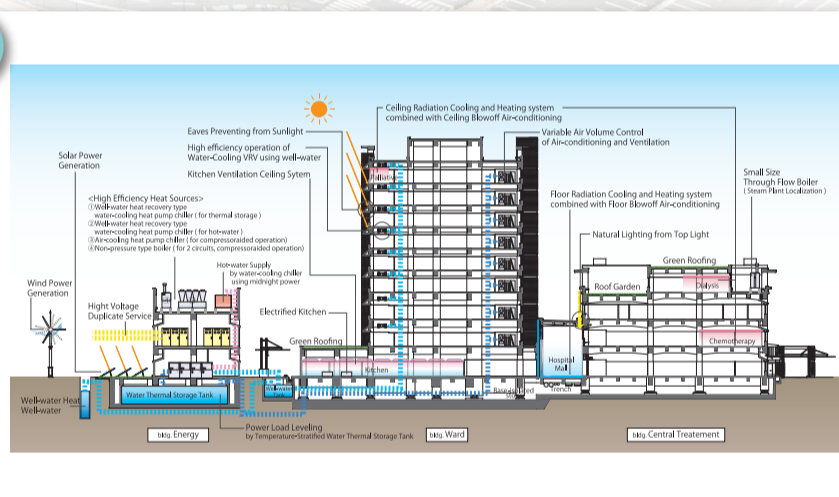 Ceiling Radiation Cooling and Heating system
combined with Ceiling Blowoff Air-conditioning
Eaves Preventing from Sunlight
High efficiency operation of
Water-Cooling VRV using well-water
Kitchen Ventilation Ceiling Sytem
Variable Air Volume Control
of Air-conditioning and Ventilation
Solar Power
Generation
Small Size
Through Flow Boiler
( Steam Plant Localization )
Palliative
Floor Radiation Cooling and Heating system
combined with Floor Blowoff Air-conditioning
<High Efficiency Heat Sources>
①Well-water heat recovery type
water-cooling heat pump chiller ( for thermal storage )
②Well-water heat recovery type
water-cooling heat pump chiller ( for hot-water )
③Air-cooling heat pump chiller ( for compressoraided operation)
④Non-pressure type boiler ( for 2 circuits, compressoraided operation)
Natural Lighting from Top Light
Green Roofing
Hot-water Supply
by water-cooling chiller
using midnight power
Wind Power
Generation
Roof Garden
Dialysis
Hight Voltage
Duplicate Service
Electrified Kitchen
Green Roofing
Chemotherapy
Kitchen
Hospital
Mall
Well-water Heat
Well-water
Water Thermal Storage Tank
Well-water
Tank
Trench
Power Load Leveling
by Temperature-Stratified Water Thermal Storage Tank
bldg. Energy
bldg. Ward
bldg. Central Treatement